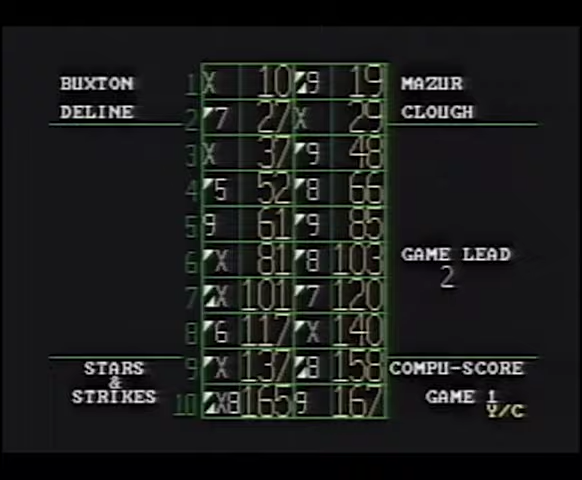 BUXTON
DELINE
1 X 10 ◢9 19
2 ◤7 27 X 29
3 X 37 ◤9 48
4 ◤5 52 ◤8 66
5 9 61 ◤9 85
6 ◤X 81 ◤8 103
7 ◢X 101 ◤7 120
8 ◤6 117 ◤X 140
9 ◤X 137 ◢8 158
10 ◢X8 165 9 167
MAZUR
CLOUGH
GAME LEAD
2
STARS
&
STRIKES
COMPU-SCORE
GAME 1
Y/C